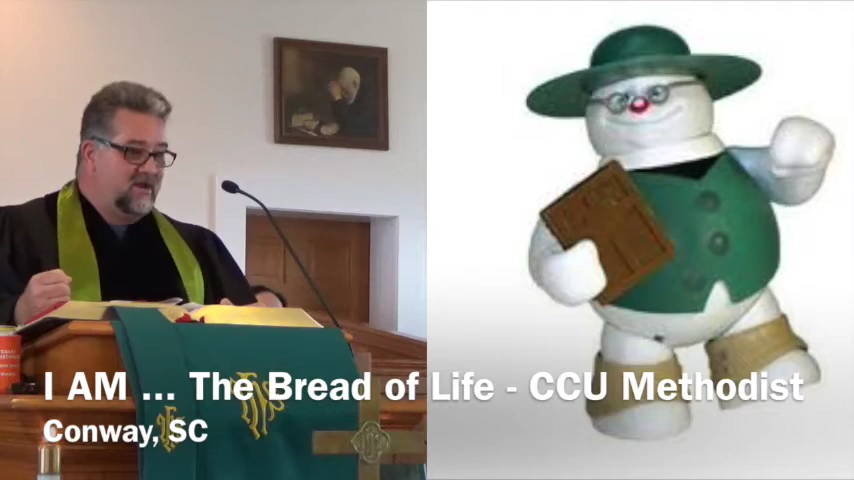 I AM ... The Bread of Life - CCU Methodist
Conway, SC